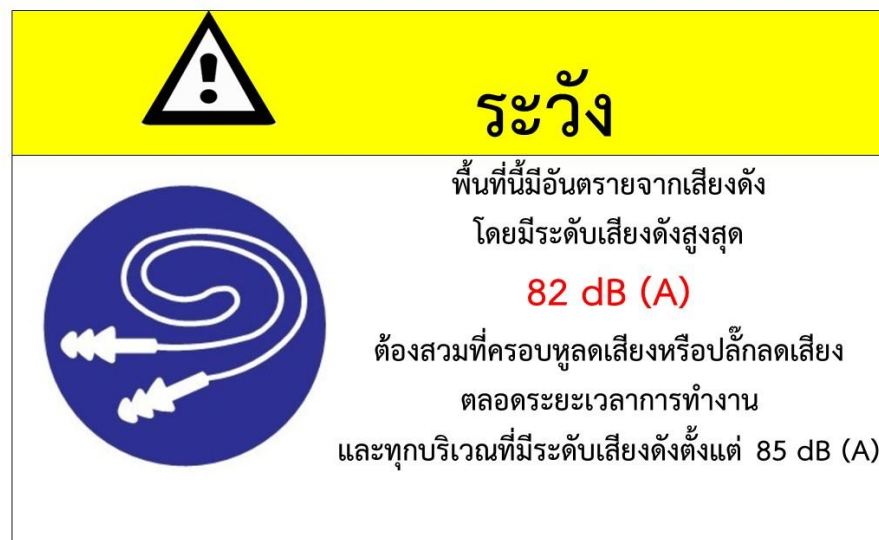 ระวัง
พื้นที่นี้มีอันตรายจากเสียงดัง
โดยมีระดับเสียงดังสูงสุด
82 dB (A)
ต้องสวมที่ครอบหูลดเสียงหรือปลั๊กลดเสียง
ตลอดระยะเวลาการทำงาน
และทุกบริเวณที่มีระดับเสียงดังตั้งแต่ 85 dB (A)